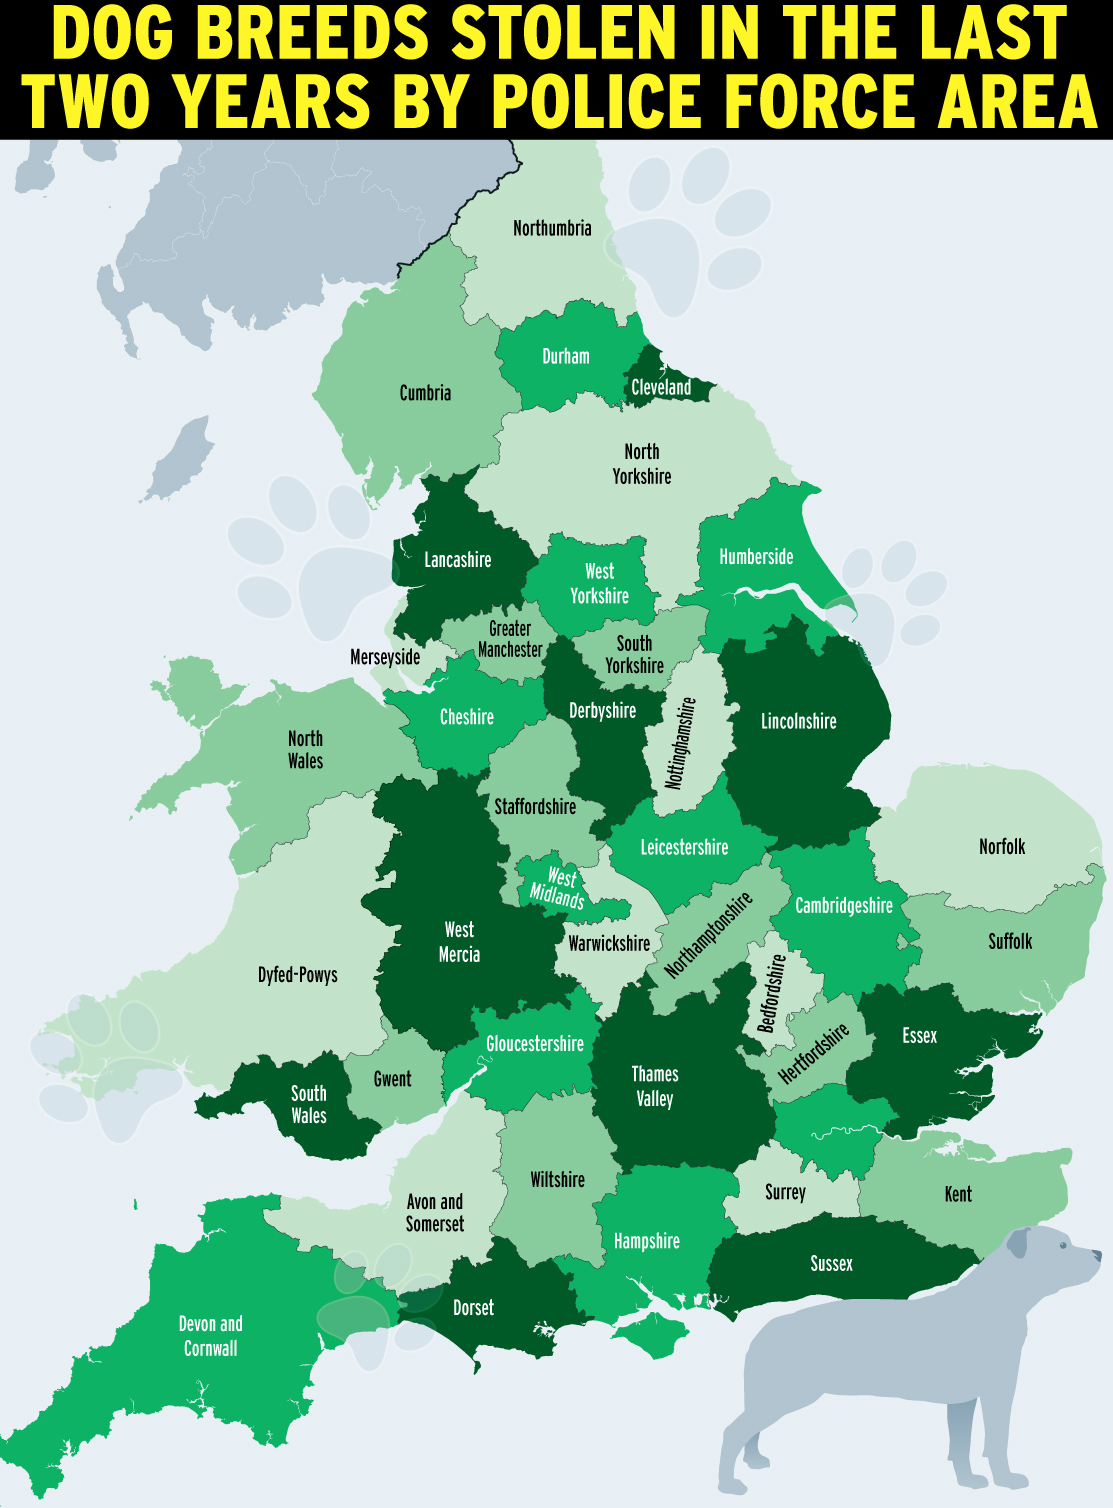 DOG BREEDS STOLEN IN THE LAST
TWO YEARS BY POLICE FORCE AREA
Northumbria
Durham
Cleveland
Cumbria
North
Yorkshire
Lancashire
West
Yorkshire
Humberside
Greater
Manchester
South
Yorkshire
Merseyside
Cheshire
Derbyshire
Nottinghamshire
Lincolnshire
North
Wales
Staffordshire
Leicestershire
Norfolk
West
Midlands
Cambridgeshire
West
Mercia
Warwickshire
Northamptonshire
Suffolk
Dyfed-Powys
Bedfordshire
Gloucestershire
Hertfordshire
Essex
Gwent
South
Wales
Thames
Valley
Wiltshire
Surrey
Kent
Avon and
Somerset
Hampshire
Sussex
Dorset
Devon and
Cornwall